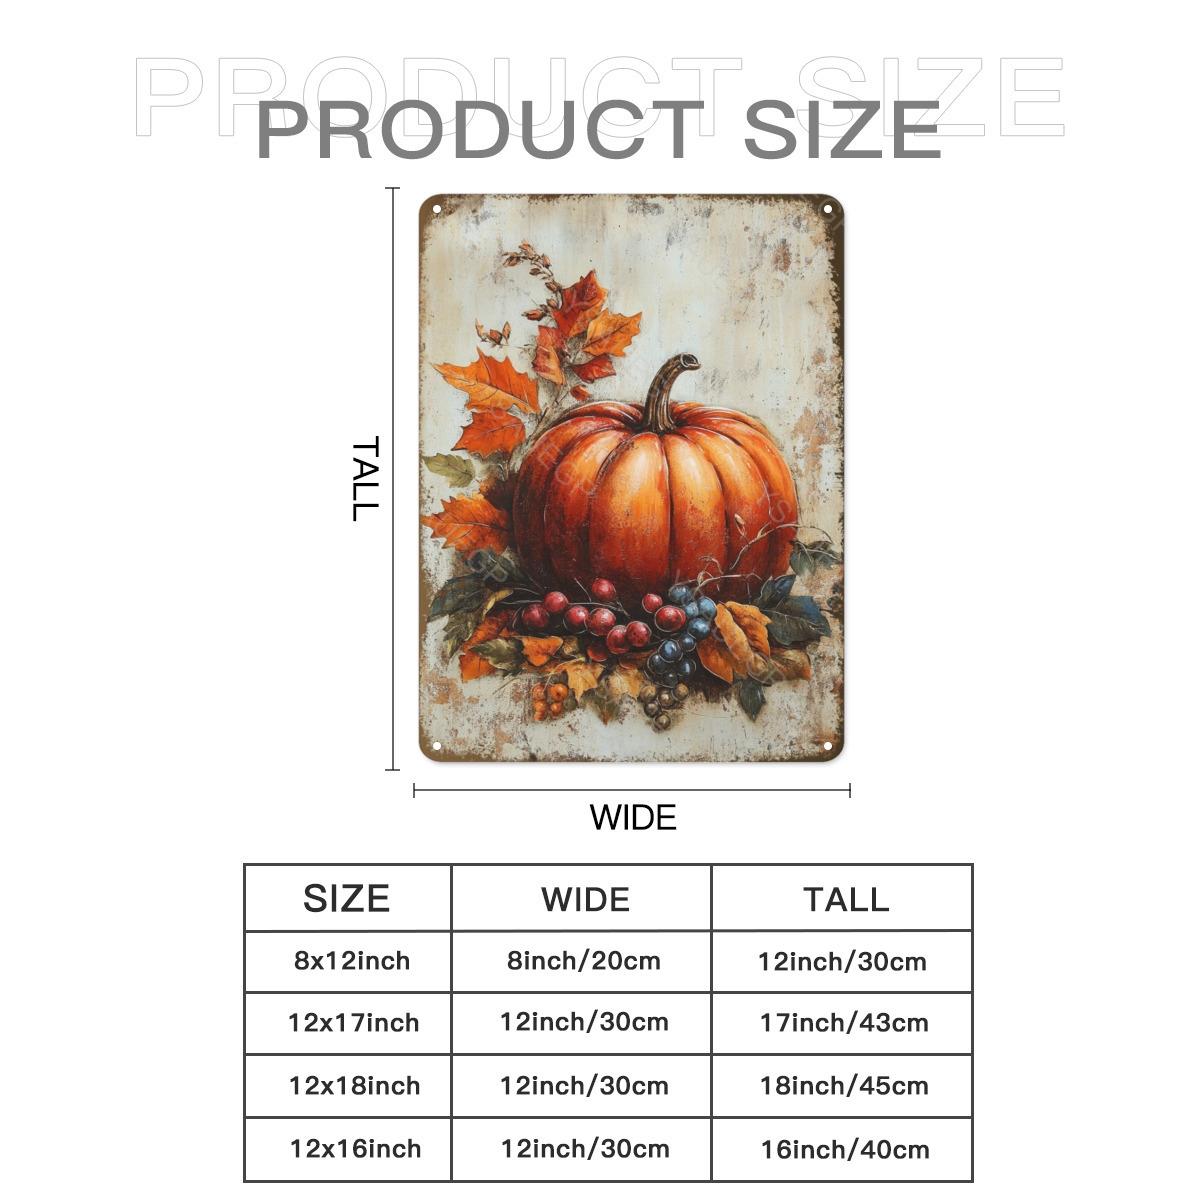 PRODUCT SIZE
PRODUCT SIZE
TALL
WIDE
SIZE WIDE TALL
8x12inch 8inch/20cm 12inch/30cm
12x17inch 12inch/30cm 17inch/43cm
12x18inch 12inch/30cm 18inch/45cm
12x16inch 12inch/30cm 16inch/40cm